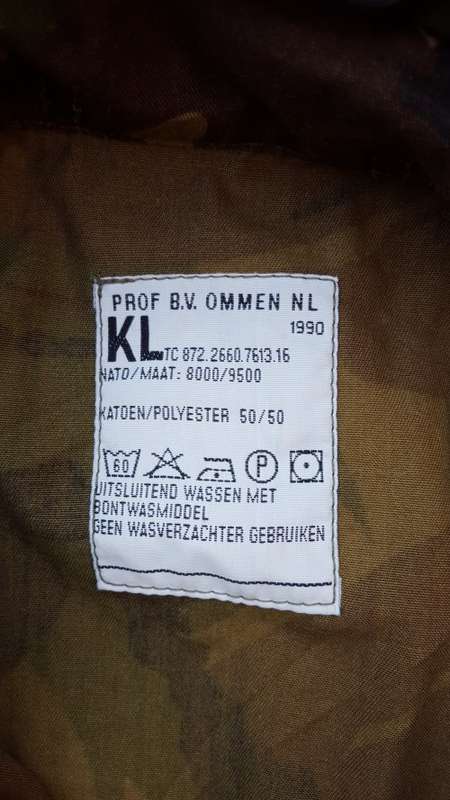 PROF B.V. OMMEN NL
1990
KL TC 872.2660.7613.16
NATO/MAAT: 8000/9500
KATOEN/POLYESTER 50/50
60 P
UITSLUITEND WASSEN MET
BONTWASMIDDEL
GEEN WASVERZACHTER GEBRUIKEN